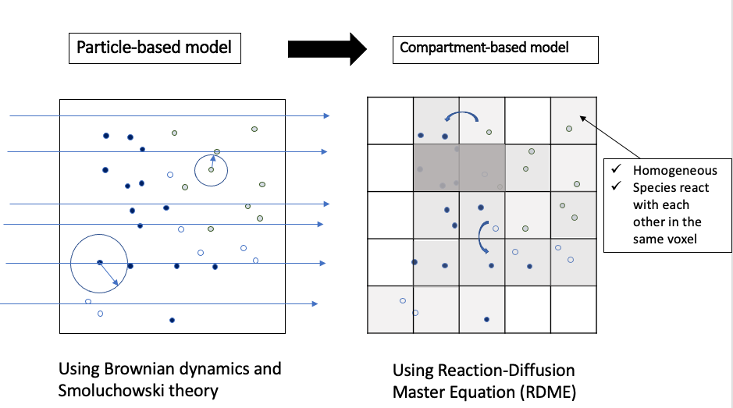 Particle-based model
Compartment-based model
✓ Homogeneous
✓ Species react
with each
other in the
same voxel
Using Brownian dynamics and
Smoluchowski theory
Using Reaction-Diffusion
Master Equation (RDME)